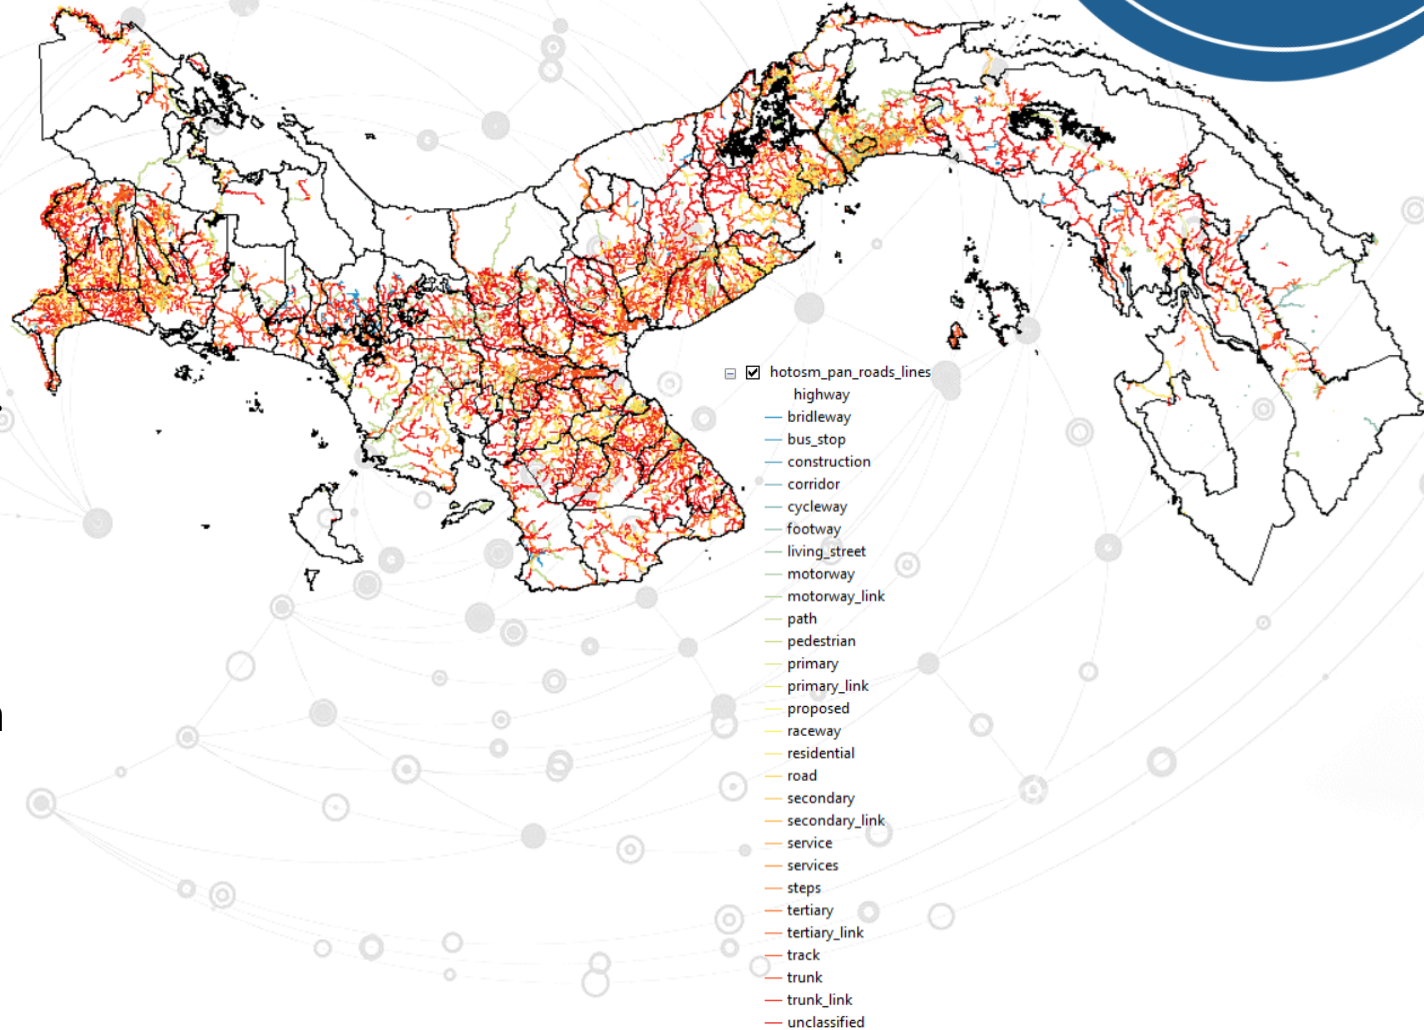 hotosm_pan_roads_lines
highway
bridleway
bus_stop
construction
corridor
cycleway
footway
living_street
motorway
motorway_link
path
pedestrian
primary
primary_link
proposed
raceway
residential
road
secondary
secondary_link
service
services
steps
tertiary
tertiary_link
track
trunk
trunk_link
unclassified